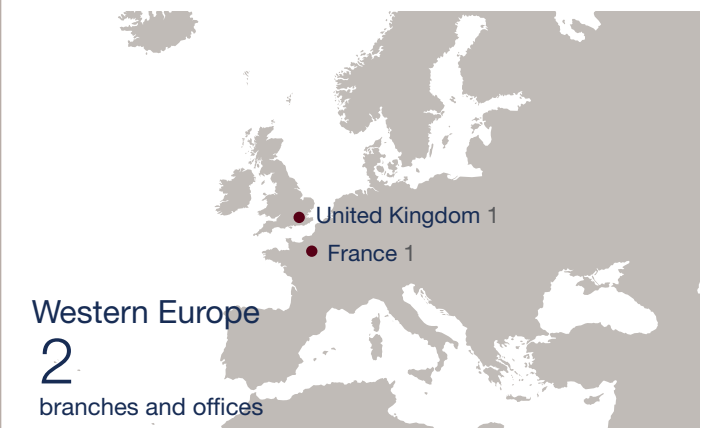 United Kingdom 1
France 1
Western Europe
2
branches and offices